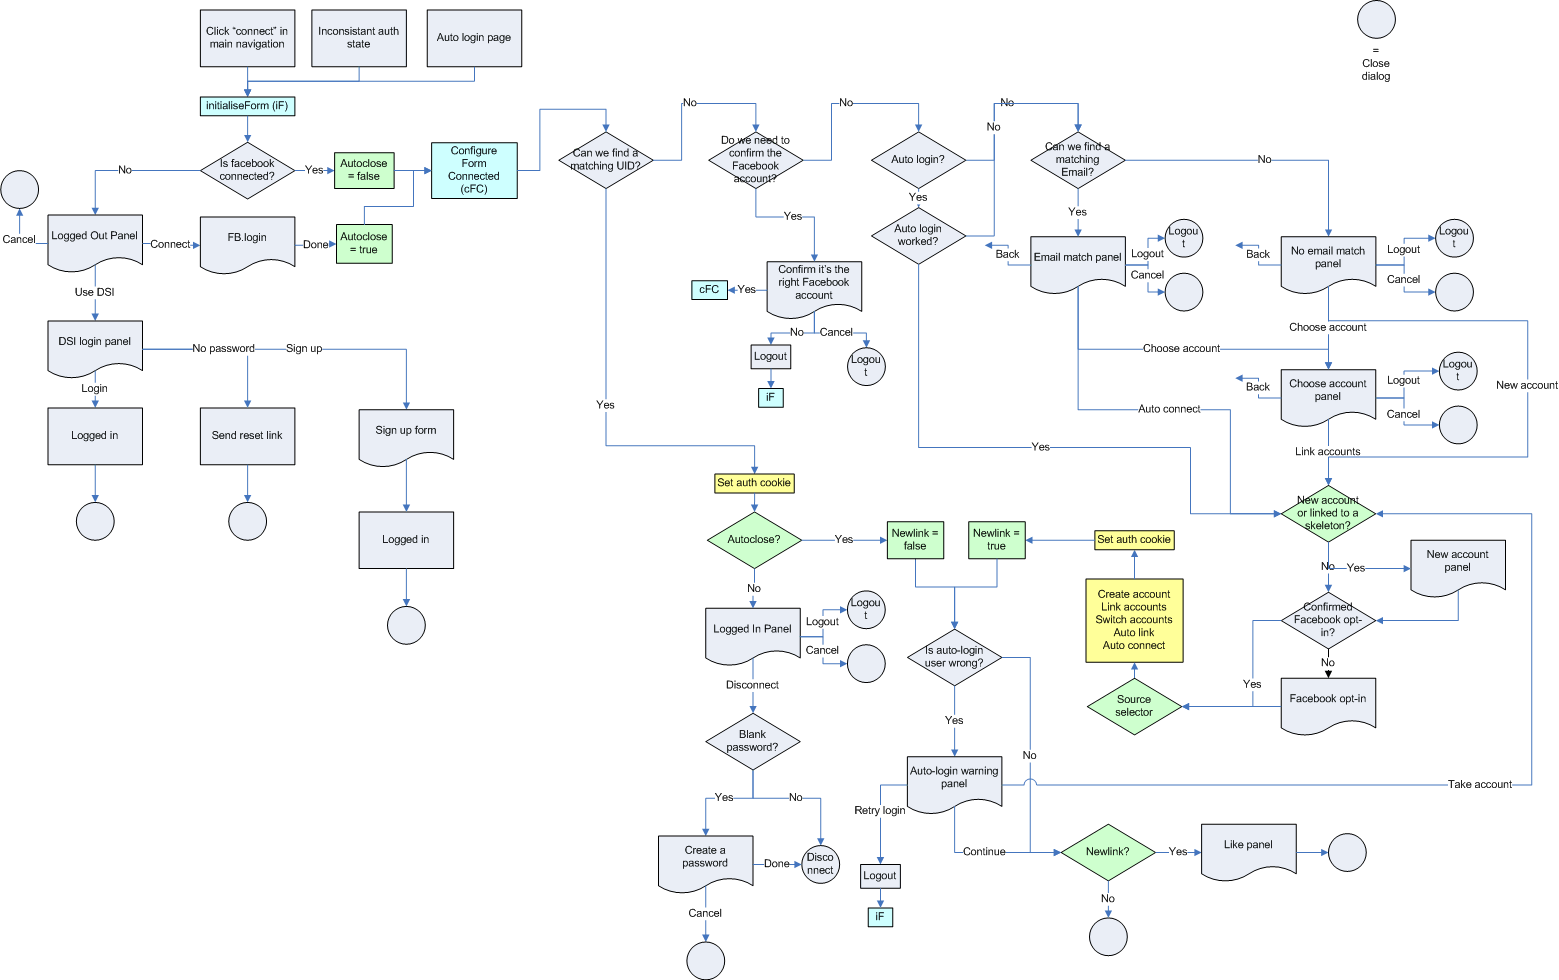 Click “connect” in
main navigation
Inconsistant auth
state
Auto login page
=
Close
dialog
initialiseForm (iF)
Is facebook
connected?
No
Yes
Autoclose
= false
Configure
Form
Connected
(cFC)
Can we find a
matching UID?
No
Do we need to
confirm the
Facebook
account?
No
Auto login?
No
No
Can we find a
matching
Email?
No
Cancel
Logged Out Panel
Connect
FB.login
Done
Autoclose
= true
Yes
Yes
Auto login
worked?
Yes
Back
Email match panel
Logout
Cancel
Logou
t
Back
No email match
panel
Logout
Cancel
Logou
t
Use DSI
cFC
Yes
Confirm it’s the
right Facebook
account
No
Cancel
Logout
Logou
t
iF
DSI login panel
No password
Sign up
Login
Choose account
Choose account
New account
Back
Choose account
panel
Logout
Cancel
Logou
t
Auto connect
Yes
Yes
Link accounts
Logged in
Send reset link
Sign up form
Logged in
Set auth cookie
Autoclose?
Yes
Newlink =
false
Newlink =
true
Set auth cookie
New account
or linked to a
skeleton?
No
Yes
New account
panel
No
Logged In Panel
Logout
Cancel
Logou
t
Create account
Link accounts
Switch accounts
Auto link
Auto connect
Confirmed
Facebook opt-
in?
No
Yes
Is auto-login
user wrong?
Disconnect
Source
selector
Facebook opt-in
Yes
No
Blank
password?
Auto-login warning
panel
Take account
Yes
No
Retry login
Create a
password
Done
Disco
nnect
Continue
Newlink?
Yes
Like panel
Logout
iF
Cancel
No